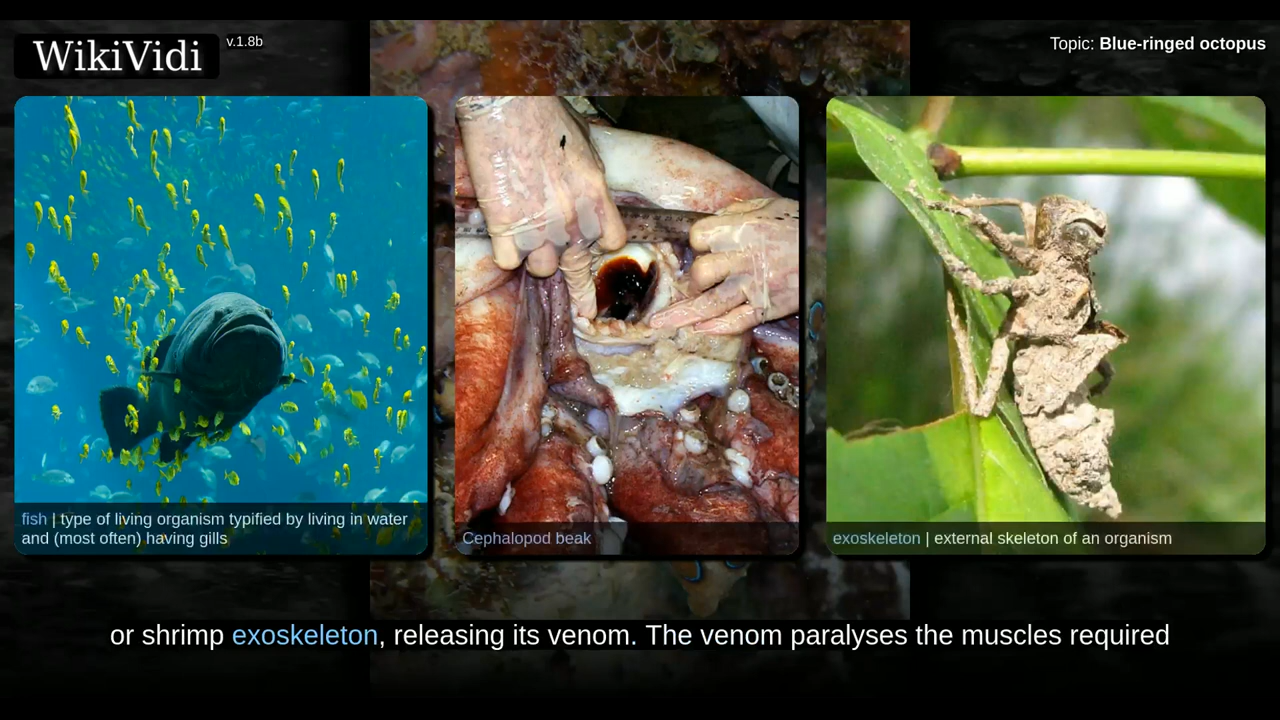 WikiVidi v.1.8b
Topic: Blue-ringed octopus
fish | type of living organism typified by living in water
and (most often) having gills
Cephalopod beak
exoskeleton | external skeleton of an organism
or shrimp exoskeleton, releasing its venom. The venom paralyses the muscles required